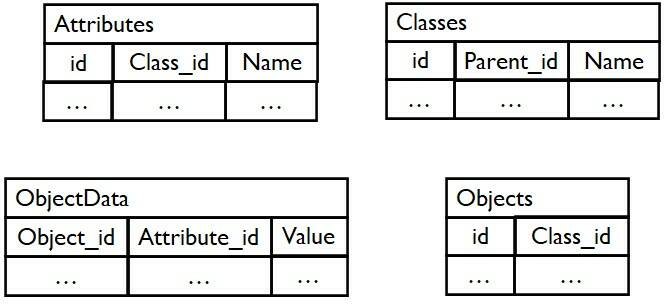 Attributes
id Class_id Name
... ... ...
Classes
id Parent_id Name
... ... ...
ObjectData
Object_id Attribute_id Value
... ... ...
Objects
id Class_id
... ...